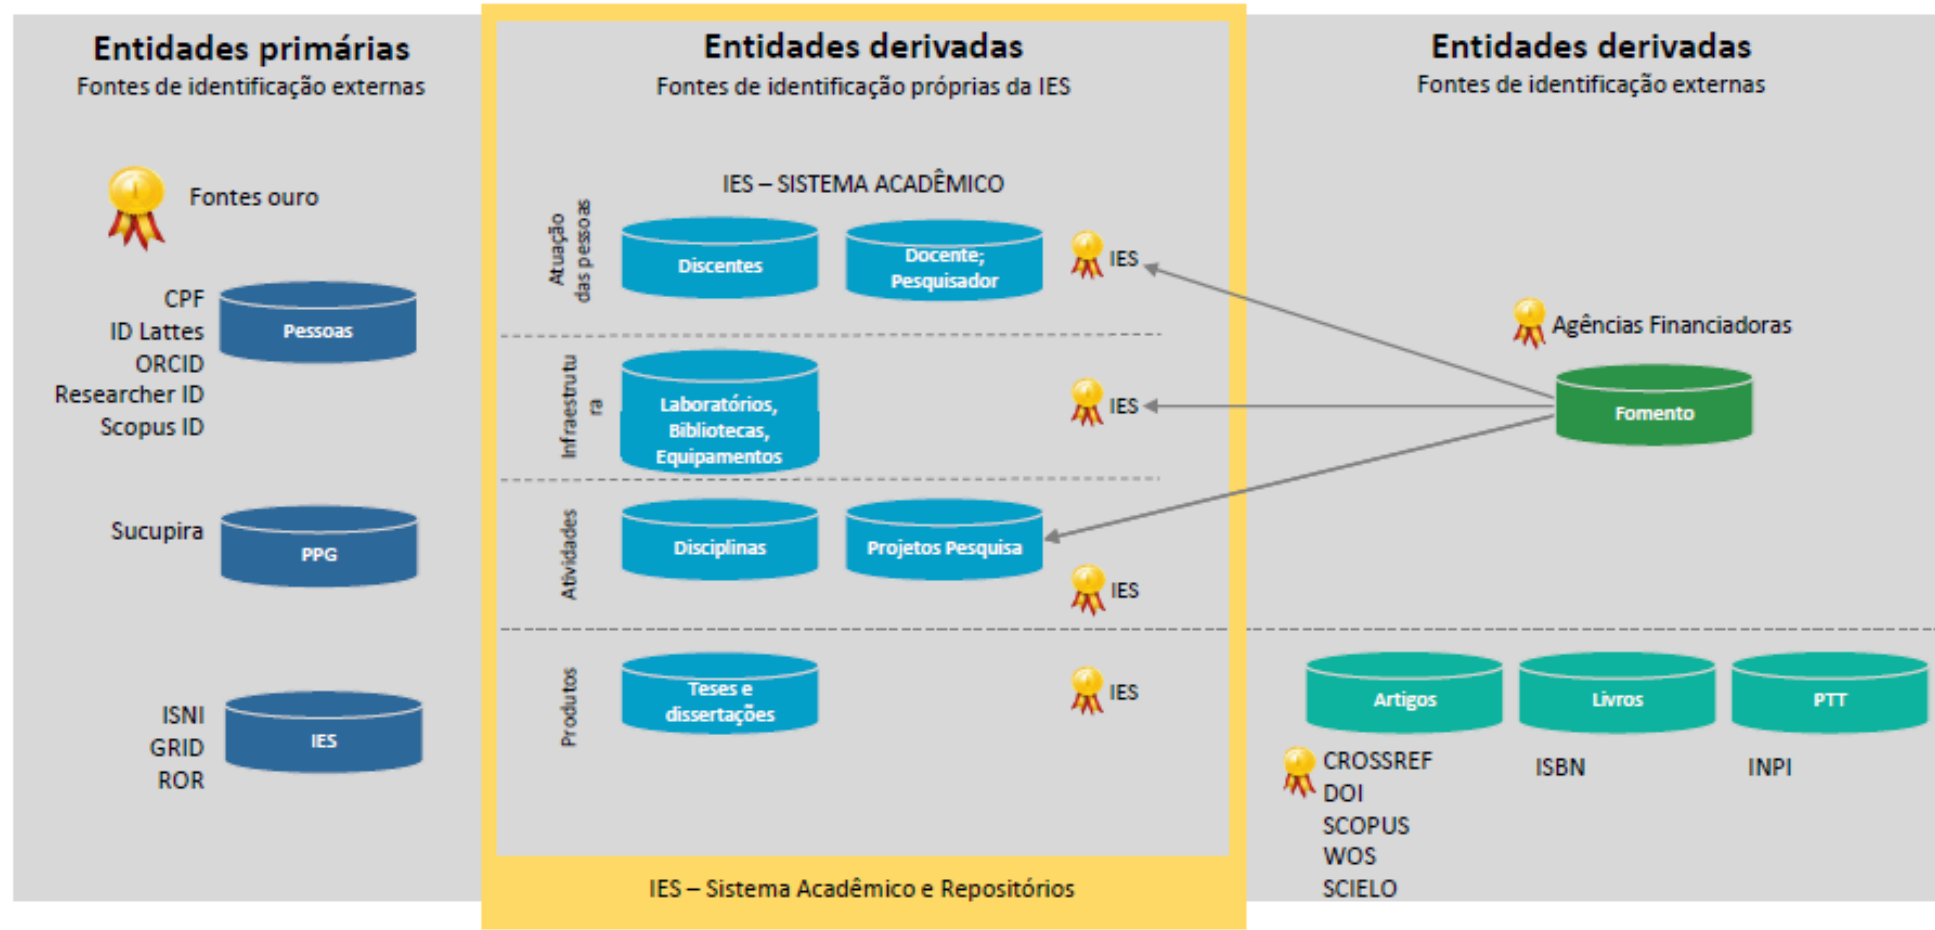 Entidades primárias
Fontes de identificação externas
Fontes ouro
CPF
ID Lattes
ORCID
Researcher ID
Scopus ID
Pessoas
Sucupira
PPG
ISNI
GRID
ROR
IES
Entidades derivadas
Fontes de identificação próprias da IES
IES – SISTEMA ACADÊMICO
Atuação
das pessoas
Discentes
Docente;
Pesquisador
IES
Infraestrutu
ra
Laboratórios,
Bibliotecas,
Equipamentos
IES
Atividades
Disciplinas
Projetos Pesquisa
IES
Produtos
Teses e
dissertações
IES
IES – Sistema Acadêmico e Repositórios
Entidades derivadas
Fontes de identificação externas
Agências Financiadoras
Fomento
Artigos
CROSSREF
DOI
SCOPUS
WOS
SCIELO
Livros
ISBN
PTT
INPI